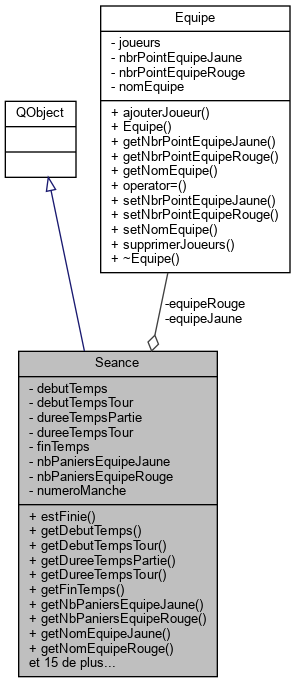 Equipe
- joueurs
- nbrPointEquipeJaune
- nbrPointEquipeRouge
- nomEquipe
+ ajouterJoueur()
+ Equipe()
+ getNbrPointEquipeJaune()
+ getNbrPointEquipeRouge()
+ getNomEquipe()
+ operator=()
+ setNbrPointEquipeJaune()
+ setNbrPointEquipeRouge()
+ setNomEquipe()
+ supprimerJoueurs()
+ ~Equipe()
QObject
-equipeRouge
-equipeJaune
Seance
- debutTemps
- debutTempsTour
- dureeTempsPartie
- dureeTempsTour
- finTemps
- nbPaniersEquipeJaune
- nbPaniersEquipeRouge
- numeroManche
+ estFinie()
+ getDebutTemps()
+ getDebutTempsTour()
+ getDureeTempsPartie()
+ getDureeTempsTour()
+ getFinTemps()
+ getNbPaniersEquipeJaune()
+ getNbPaniersEquipeRouge()
+ getNomEquipeJaune()
+ getNomEquipeRouge()
et 15 de plus...